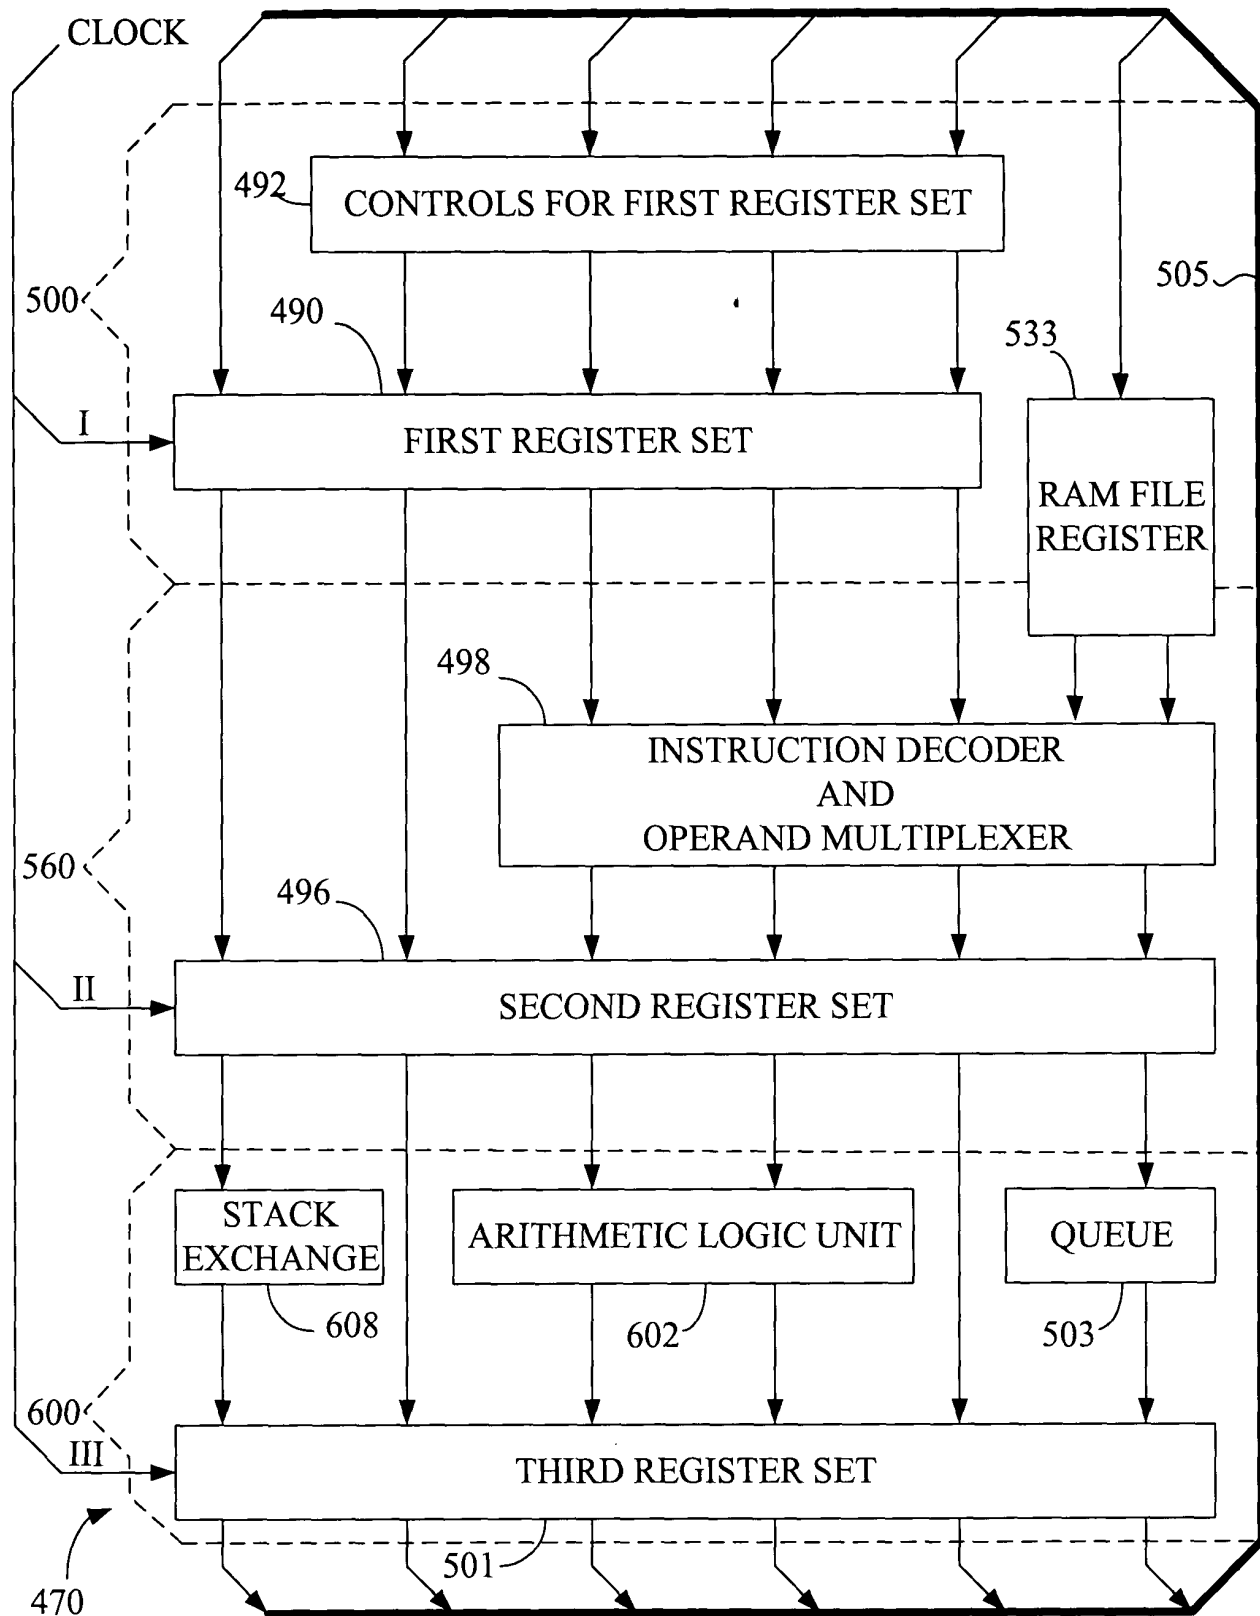 CLOCK
492
CONTROLS FOR FIRST REGISTER SET
505
500
490
533
I
FIRST REGISTER SET
RAM FILE
REGISTER
498
INSTRUCTION DECODER
AND
OPERAND MULTIPLEXER
560
496
II
SECOND REGISTER SET
STACK
EXCHANGE
ARITHMETIC LOGIC UNIT
QUEUE
608
602
503
600
III
THIRD REGISTER SET
501
470